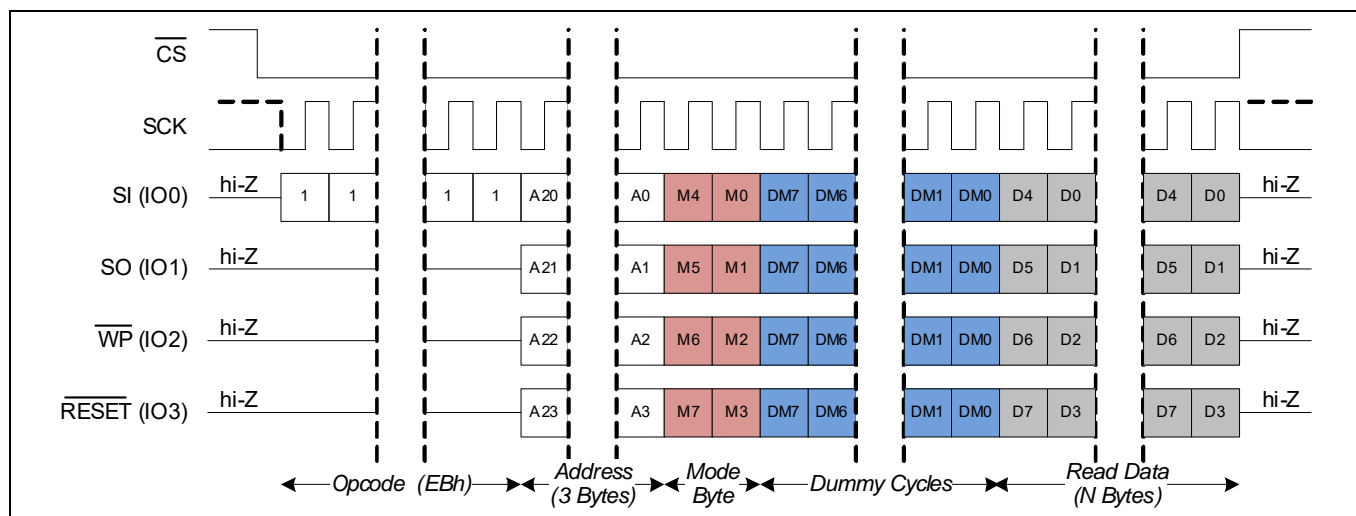 CS
SCK
SI (IO0) hi-Z 1 1 1 1 A20 A0 M4 M0 DM7 DM6 DM1 DM0 D4 D0 D4 D0 hi-Z
SO (IO1) hi-Z A21 A1 M5 M1 DM7 DM6 DM1 DM0 D5 D1 D5 D1 hi-Z
WP (IO2) hi-Z A22 A2 M6 M2 DM7 DM6 DM1 DM0 D6 D2 D6 D2 hi-Z
RESET (IO3) hi-Z A23 A3 M7 M3 DM7 DM6 DM1 DM0 D7 D3 D7 D3 hi-Z
Opcode (EBh)
Address
(3 Bytes)
Mode
Byte
Dummy Cycles
Read Data
(N Bytes)